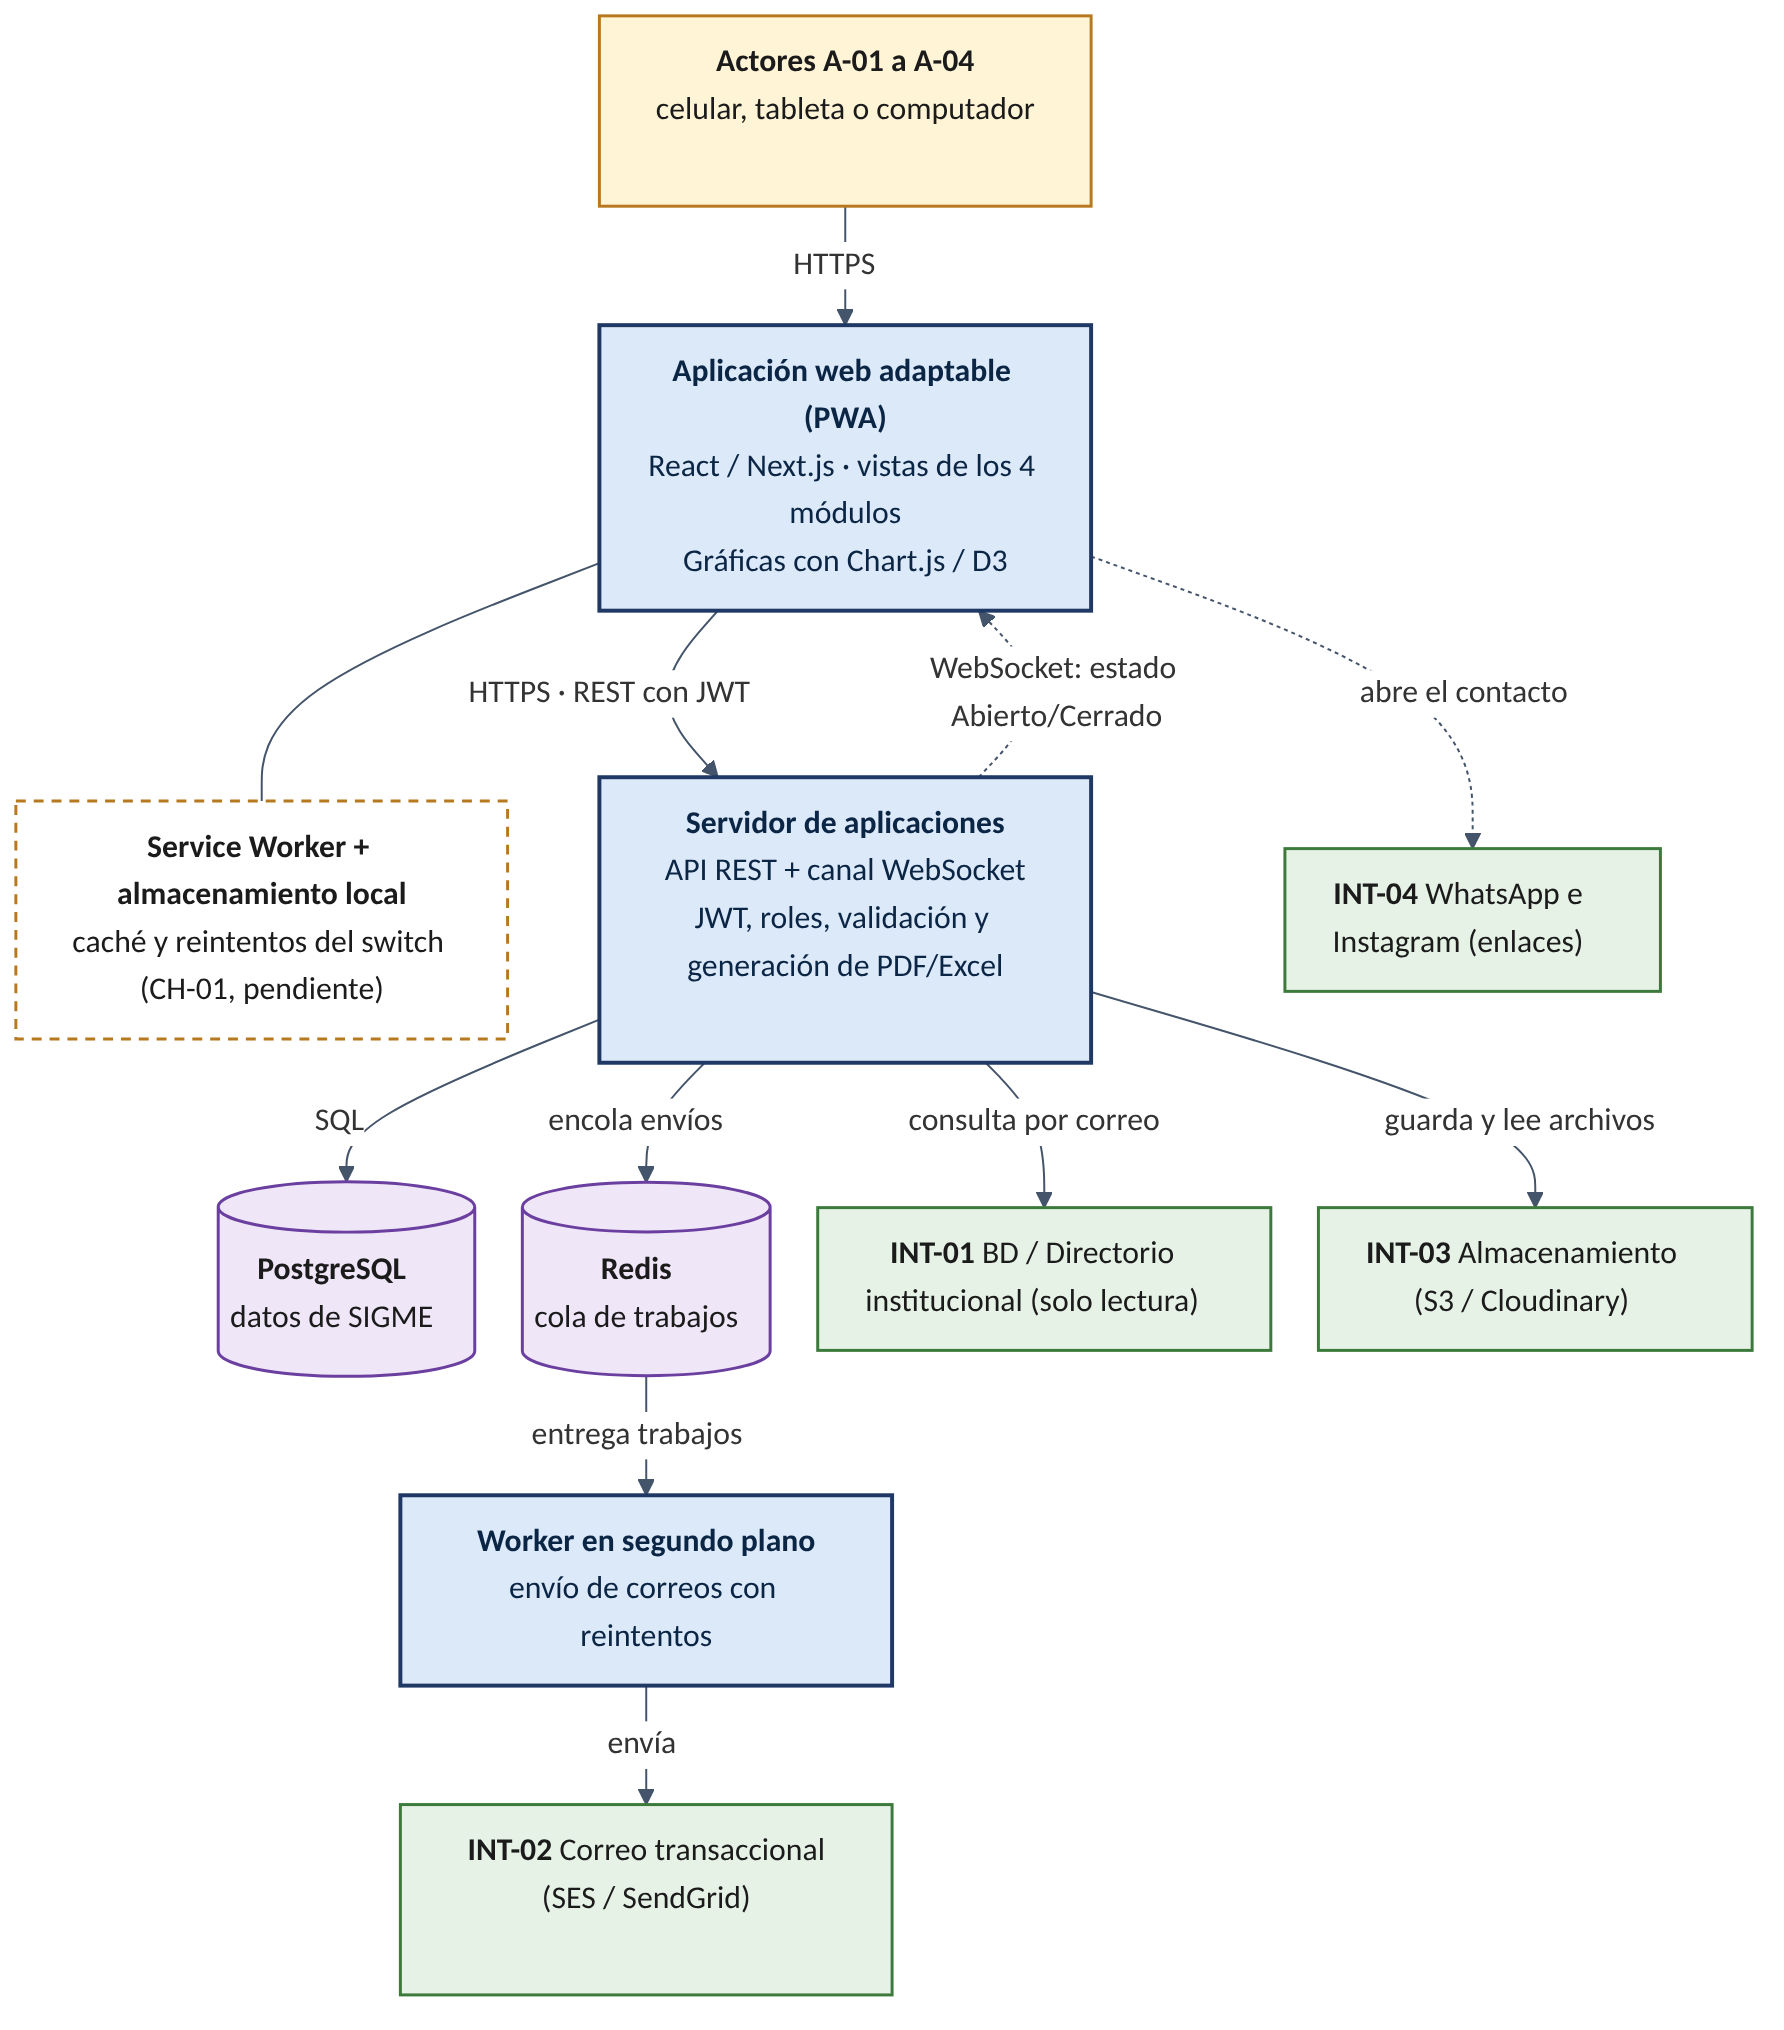 Actores A-01 a A-04
celular, tableta o computador
HTTPS
Aplicación web adaptable
(PWA)
React / Next.js · vistas de los 4
módulos
Gráficas con Chart.js / D3
HTTPS · REST con JWT
WebSocket: estado
Abierto/Cerrado
abre el contacto
Service Worker +
almacenamiento local
caché y reintentos del switch
(CH-01, pendiente)
Servidor de aplicaciones
API REST + canal WebSocket
JWT, roles, validación y
generación de PDF/Excel
INT-04 WhatsApp e
Instagram (enlaces)
SQL
encola envíos
consulta por correo
guarda y lee archivos
PostgreSQL
datos de SIGME
Redis
cola de trabajos
INT-01 BD / Directorio
institucional (solo lectura)
INT-03 Almacenamiento
(S3 / Cloudinary)
entrega trabajos
Worker en segundo plano
envío de correos con
reintentos
envía
INT-02 Correo transaccional
(SES / SendGrid)